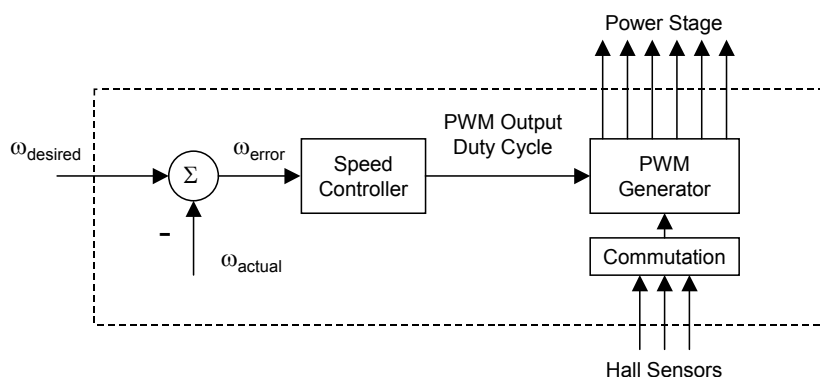 Power Stage
PWM Output
Duty Cycle
ωdesired
ωerror
Σ
Speed
Controller
PWM
Generator
-
ωactual
Commutation
Hall Sensors